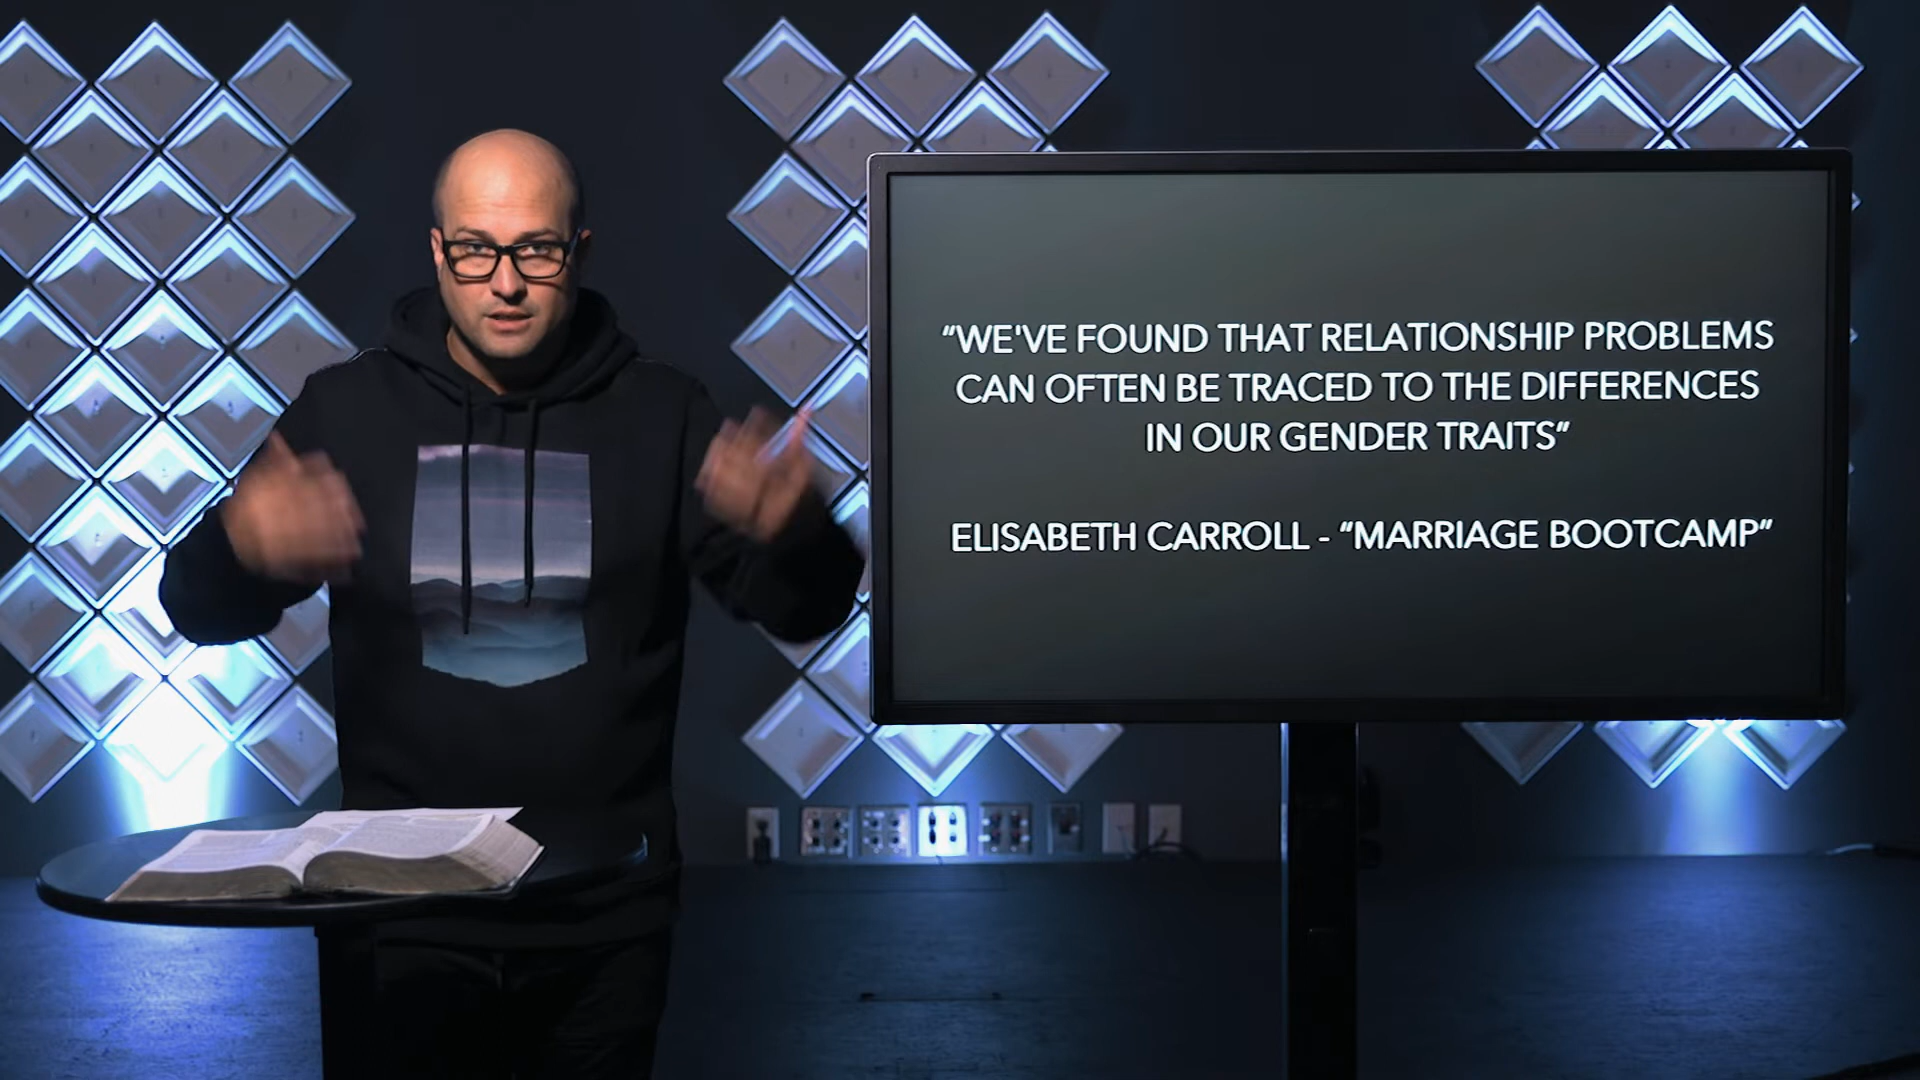 “WE'VE FOUND THAT RELATIONSHIP PROBLEMS
CAN OFTEN BE TRACED TO THE DIFFERENCES
IN OUR GENDER TRAITS”
ELISABETH CARROLL - “MARRIAGE BOOTCAMP”